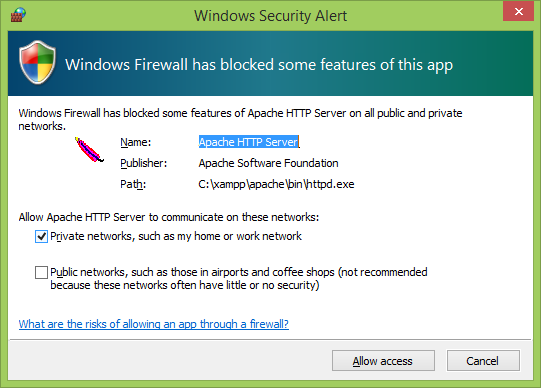 Windows Security Alert
Windows Firewall has blocked some features of this app
Windows Firewall has blocked some features of Apache HTTP Server on all public and private
networks.
Name: Apache HTTP Server
Publisher: Apache Software Foundation
Path: C:\xampp\apache\bin\httpd.exe
Allow Apache HTTP Server to communicate on these networks:
Private networks, such as my home or work network
Public networks, such as those in airports and coffee shops (not recommended
because these networks often have little or no security)
What are the risks of allowing an app through a firewall?
Allow access Cancel